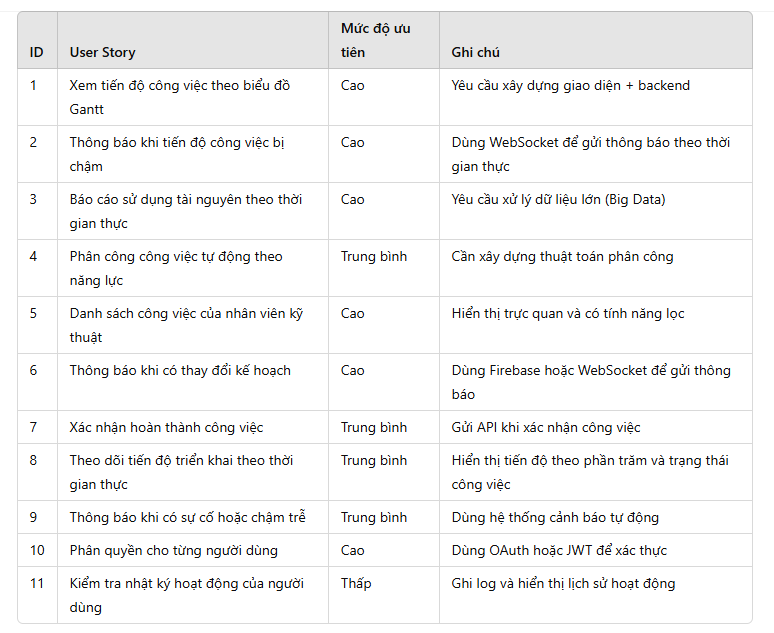 Mức độ ưu
ID User Story tiên Ghi chú
1 Xem tiến độ công việc theo biểu đồ Cao Yêu cầu xây dựng giao diện + backend
Gantt
2 Thông báo khi tiến độ công việc bị Cao Dùng WebSocket để gửi thông báo theo thời
chậm gian thực
3 Báo cáo sử dụng tài nguyên theo thời Cao Yêu cầu xử lý dữ liệu lớn (Big Data)
gian thực
4 Phân công công việc tự động theo Trung bình Cần xây dựng thuật toán phân công
năng lực
5 Danh sách công việc của nhân viên kỹ Cao Hiển thị trực quan và có tính năng lọc
thuật
6 Thông báo khi có thay đổi kế hoạch Cao Dùng Firebase hoặc WebSocket để gửi thông
báo
7 Xác nhận hoàn thành công việc Trung bình Gửi API khi xác nhận công việc
8 Theo dõi tiến độ triển khai theo thời Trung bình Hiển thị tiến độ theo phần trăm và trạng thái
gian thực công việc
9 Thông báo khi có sự cố hoặc chậm trễ Trung bình Dùng hệ thống cảnh báo tự động
10 Phân quyền cho từng người dùng Cao Dùng OAuth hoặc JWT để xác thực
11 Kiểm tra nhật ký hoạt động của người Thấp Ghi log và hiển thị lịch sử hoạt động
dùng